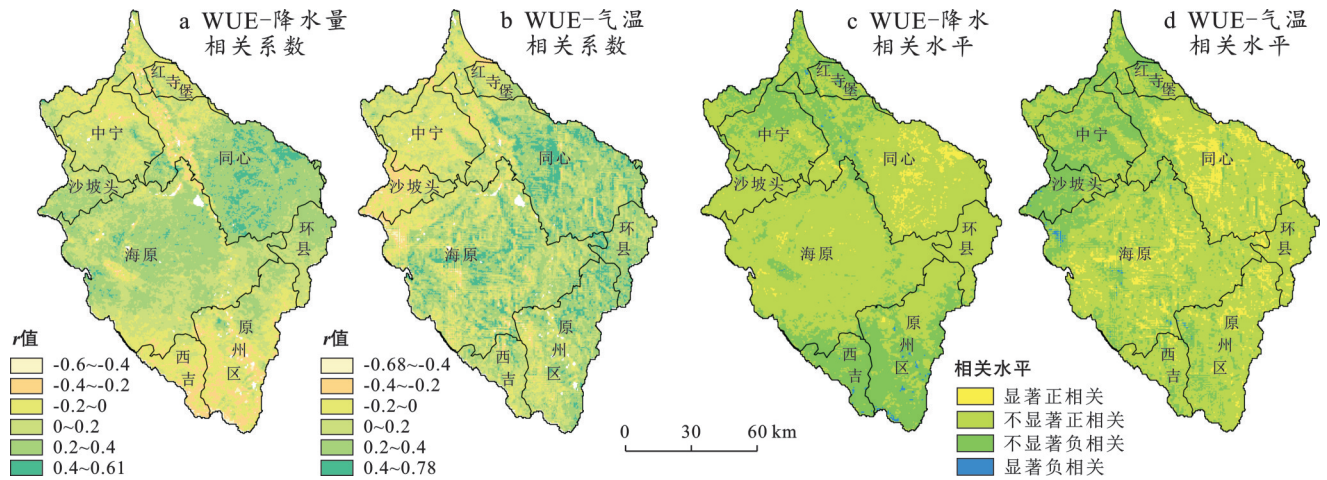 a WUE-降水量
相关系数
b WUE-气温
相关系数
c WUE-降水
相关水平
d WUE-气温
相关水平
红寺堡
中宁
同心
沙坡头
环县
海原
原州区
西吉
红寺堡
中宁
同心
沙坡头
环县
海原
原州区
西吉
红寺堡
中宁
同心
沙坡头
环县
海原
原州区
西吉
红寺堡
中宁
同心
沙坡头
环县
海原
原州区
西吉
r值
-0.6~-0.4
-0.4~-0.2
-0.2~0
0~0.2
0.2~0.4
0.4~0.61
r值
-0.68~-0.4
-0.4~-0.2
-0.2~0
0~0.2
0.2~0.4
0.4~0.78
0 30 60 km
相关水平
显著正相关
不显著正相关
不显著负相关
显著负相关